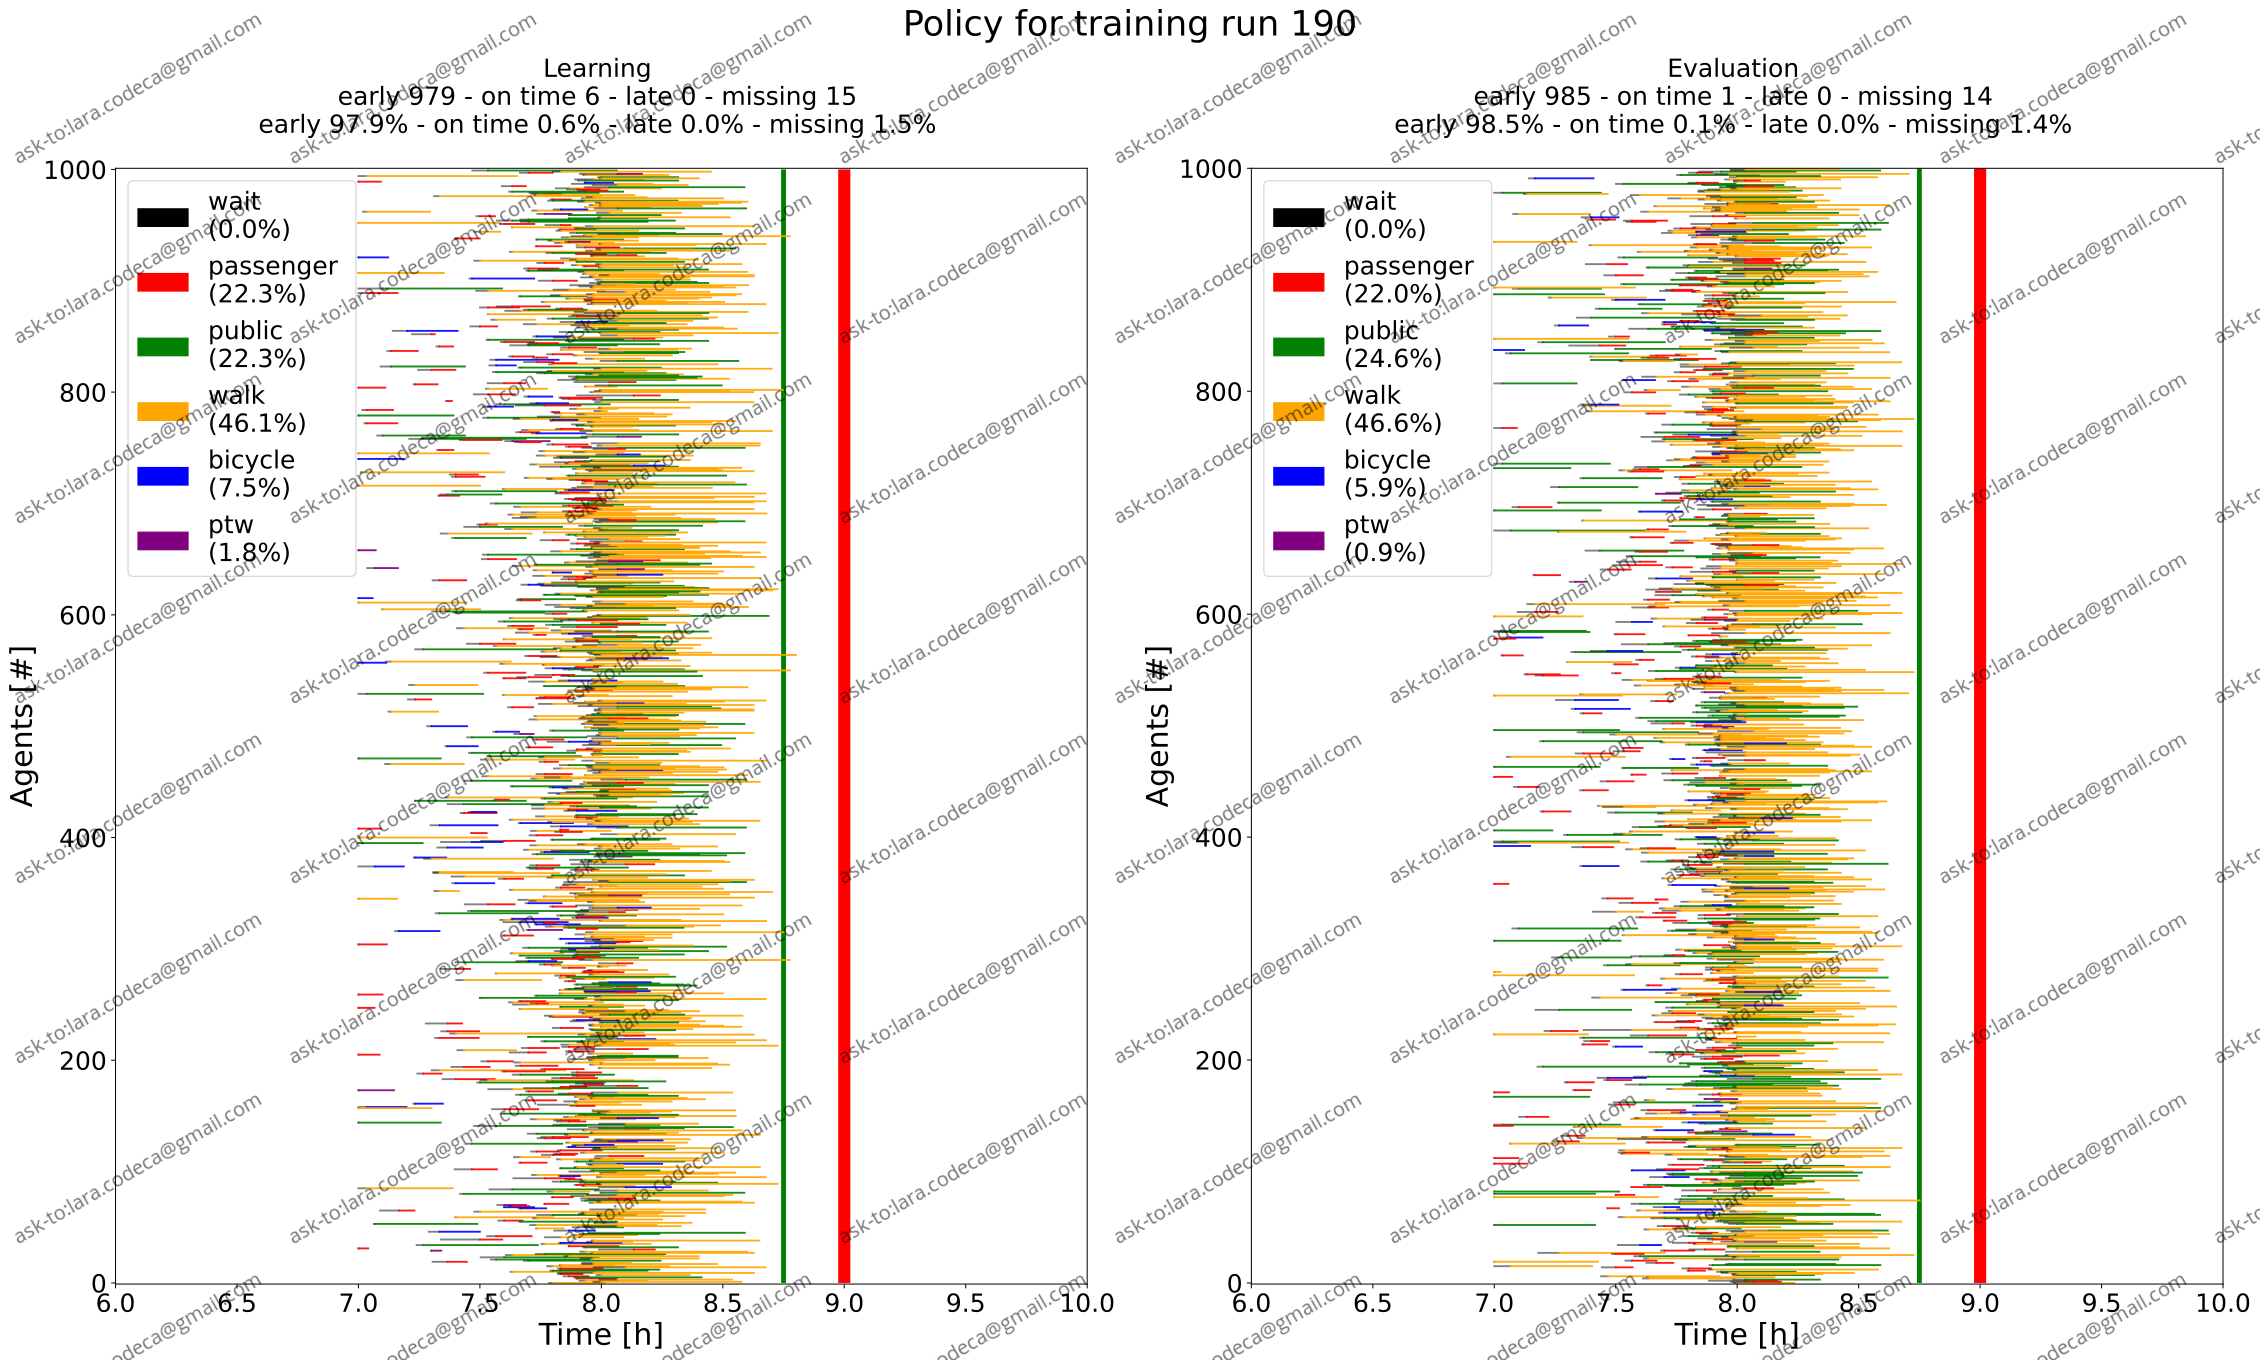 Policy for training run 190
Learning
early 979 - on time 6 - late 0 - missing 15
early 97.9% - on time 0.6% - late 0.0% - missing 1.5%
1000
800
600
400
200
0
Agents [#]
wait
(0.0%)
passenger
(22.3%)
public
(22.3%)
walk
(46.1%)
bicycle
(7.5%)
ptw
(1.8%)
6.0 6.5 7.0 7.5 8.0 8.5 9.0 9.5 10.0
Time [h]
Evaluation
early 985 - on time 1 - late 0 - missing 14
early 98.5% - on time 0.1% - late 0.0% - missing 1.4%
1000
800
600
400
200
0
Agents [#]
wait
(0.0%)
passenger
(22.0%)
public
(24.6%)
walk
(46.6%)
bicycle
(5.9%)
ptw
(0.9%)
6.0 6.5 7.0 7.5 8.0 8.5 9.0 9.5 10.0
Time [h]
ask-to:lara.codeca@gmail.com